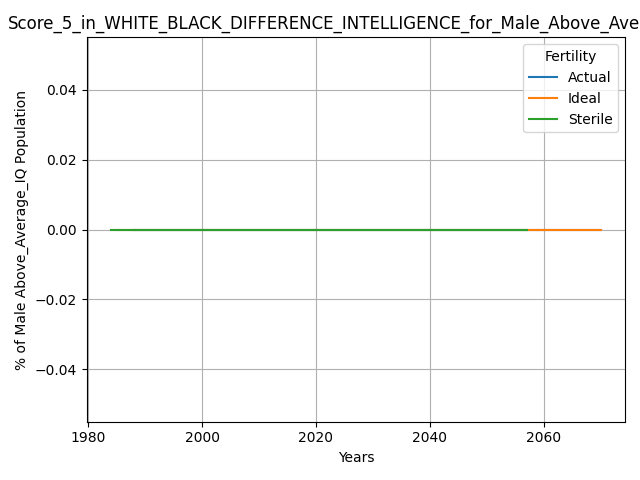 Score_5_in_WHITE_BLACK_DIFFERENCE_INTELLIGENCE_for_Male_Above_Ave
Fertility
Actual
Ideal
Sterile
% of Male Above_Average_IQ Population
0.04
0.02
0.00
−0.02
−0.04
1980 2000 2020 2040 2060
Years